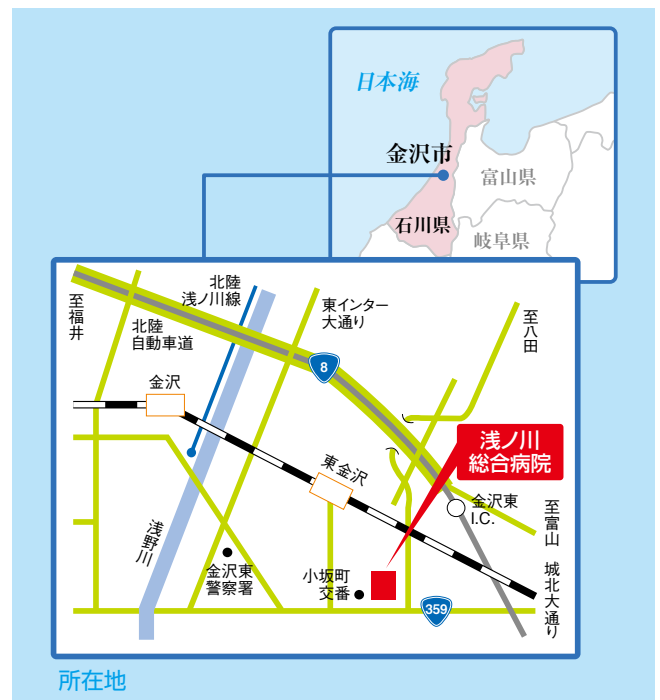 日本海
金沢市
富山県
石川県
岐阜県
北陸
浅ノ川線
東インター
大通り
至福井
北陸
自動車道
至八田
8
金沢
浅ノ川
総合病院
東金沢
金沢東
I.C.
至富山
浅野川
金沢東
警察署
小坂町
交番
城北大通り
359
所在地